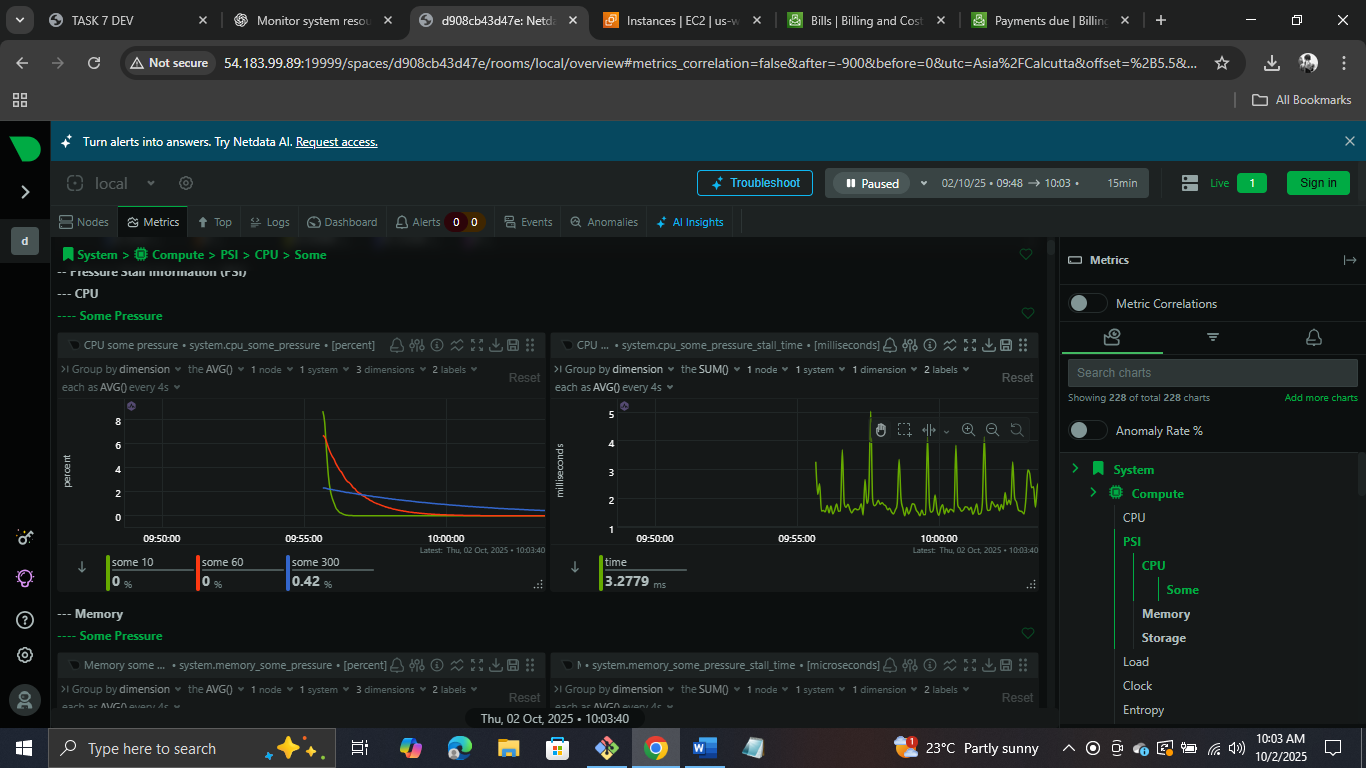 TASK 7 DEV
Monitor system resou
d908cb43d47e: Netda
Instances | EC2 | us-w
Bills | Billing and Cost
Payments due | Billing
Not secure
54.183.99.89:19999/spaces/d908cb43d47e/rooms/local/overview#metrics_correlation=false&after=-900&before=0&utc=Asia%2FCalcutta&offset=%2B5.5&...
All Bookmarks
Turn alerts into answers. Try Netdata AI. Request access.
local
Troubleshoot
Paused
02/10/25 • 09:48 → 10:03 •
15min
Live
1
Sign in
Nodes
Metrics
Top
Logs
Dashboard
Alerts
0
0
Events
Anomalies
AI Insights
d
System > Compute > PSI > CPU > Some
-- Pressure Stall Information (PSI)
--- CPU
---- Some Pressure
CPU some pressure • system.cpu_some_pressure • [percent]
Group by dimension the AVG() 1 node 1 system 3 dimensions 2 labels
each as AVG() every 4s
Reset
percent
8
6
4
2
0
09:50:00
09:55:00
10:00:00
Latest: Thu, 02 Oct, 2025 • 10:03:40
some 10
0 %
some 60
0 %
some 300
0.42 %
CPU ... • system.cpu_some_pressure_stall_time • [milliseconds]
Group by dimension the SUM() 1 node 1 system 1 dimension 2 labels
each as AVG() every 4s
Reset
milliseconds
5
4
3
2
1
09:50:00
09:55:00
10:00:00
Latest: Thu, 02 Oct, 2025 • 10:03:40
time
3.2779 ms
--- Memory
---- Some Pressure
Memory some ... • system.memory_some_pressure • [percent]
Group by dimension the AVG() 1 node 1 system 3 dimensions 2 labels
each as AVG() every 4s
Reset
• system.memory_some_pressure_stall_time • [microseconds]
Group by dimension the SUM() 1 node 1 system 1 dimension 2 labels
each as AVG() every 4s
Reset
Thu, 02 Oct, 2025 • 10:03:40
Metrics
Metric Correlations
Search charts
Showing 228 of total 228 charts
Add more charts
Anomaly Rate %
System
Compute
CPU
PSI
CPU
Some
Memory
Storage
Load
Clock
Entropy
Type here to search
1
23°C Partly sunny
10:03 AM
10/2/2025